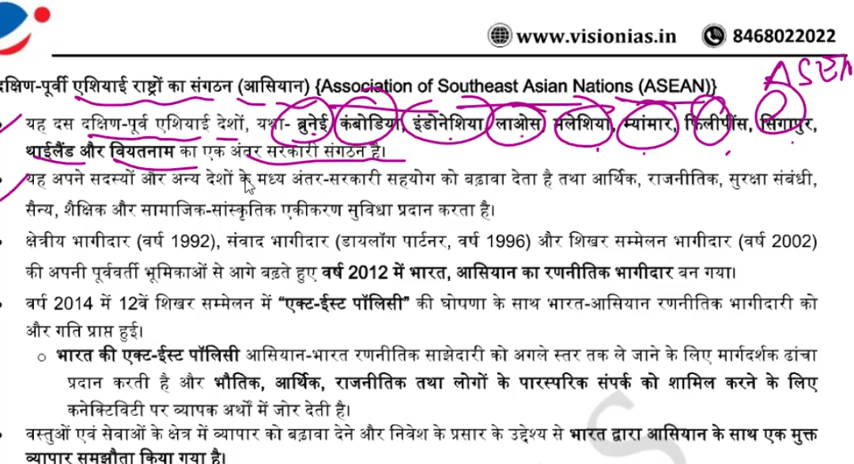 www.visionias.in 8468022022
ASEAN
दक्षिण-पूर्वी एशियाई राष्ट्रों का संगठन (आसियान) {Association of Southeast Asian Nations (ASEAN)}
यह दस दक्षिण-पूर्व एशियाई देशों, यथा- ब्रुनेई कंबोडिया, इंडोनेशिया लाओस, मलेशिया, म्यांमार, फिलीपींस, सिंगापुर,
थाईलैंड और वियतनाम का एक अंतर सरकारी संगठन है।
यह अपने सदस्यों और अन्य देशों के मध्य अंतर-सरकारी सहयोग को बढ़ावा देता है तथा आर्थिक, राजनीतिक, सुरक्षा संबंधी,
सैन्य, शैक्षिक और सामाजिक-सांस्कृतिक एकीकरण सुविधा प्रदान करता है।
• क्षेत्रीय भागीदार (वर्ष 1992), संवाद भागीदार (डायलॉग पार्टनर, वर्ष 1996) और शिखर सम्मेलन भागीदार (वर्ष 2002)
की अपनी पूर्ववर्ती भूमिकाओं से आगे बढ़ते हुए वर्ष 2012 में भारत, आसियान का रणनीतिक भागीदार बन गया।
• वर्ष 2014 में 12वें शिखर सम्मेलन में “एक्ट-ईस्ट पॉलिसी” की घोषणा के साथ भारत-आसियान रणनीतिक भागीदारी को
और गति प्राप्त हुई।
o भारत की एक्ट-ईस्ट पॉलिसी आसियान-भारत रणनीतिक साझेदारी को अगले स्तर तक ले जाने के लिए मार्गदर्शक ढांचा
प्रदान करती है और भौतिक, आर्थिक, राजनीतिक तथा लोगों के पारस्परिक संपर्क को शामिल करने के लिए
कनेक्टिविटी पर व्यापक अर्थों में जोर देती है।
• वस्तुओं एवं सेवाओं के क्षेत्र में व्यापार को बढ़ावा देने और निवेश के प्रसार के उद्देश्य से भारत द्वारा आसियान के साथ एक मुक्त
व्यापार समझौता किया गया है।